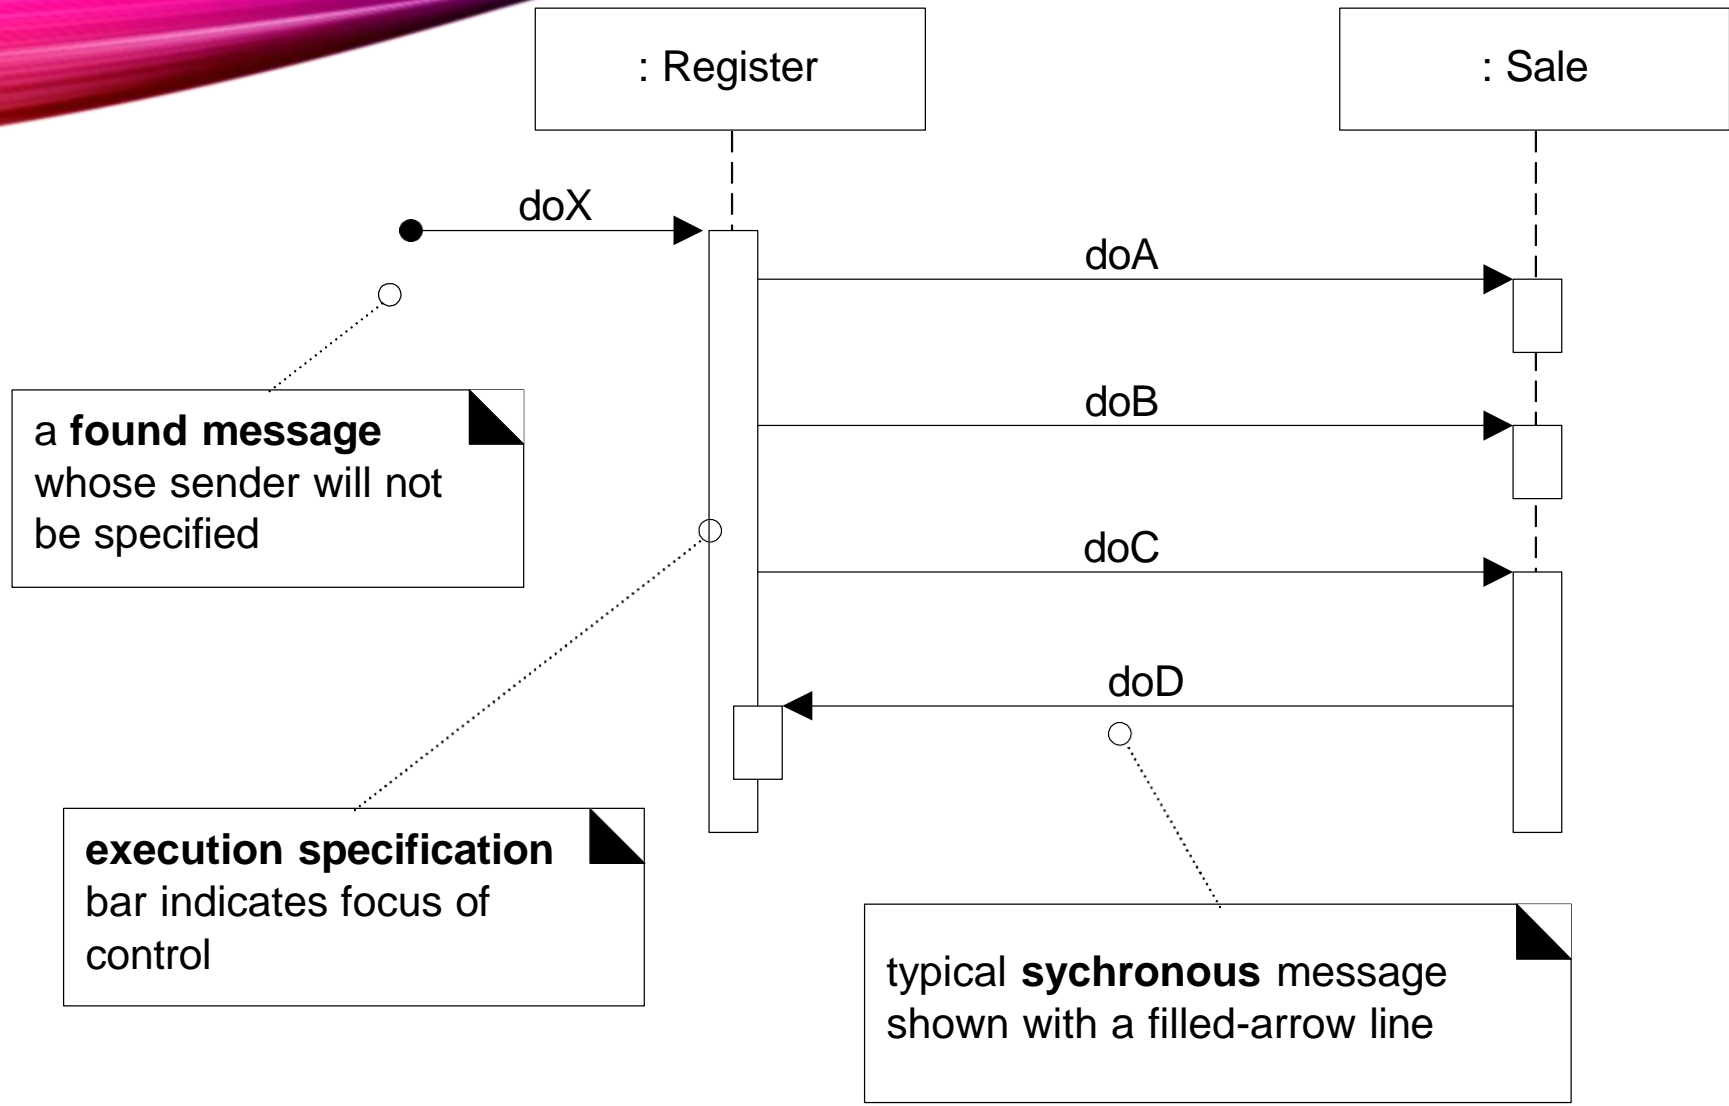 : Register
: Sale
doX
doA
doB
a found message
whose sender will not
be specified
doC
doD
execution specification
bar indicates focus of
control
typical sychronous message
shown with a filled-arrow line